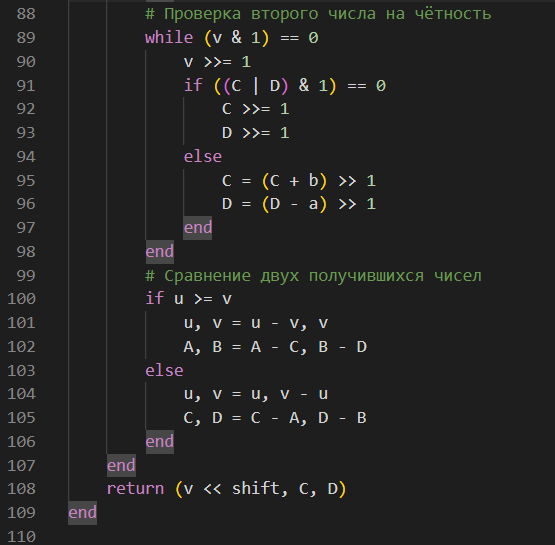 88 # Проверка второго числа на чётность
89 while (v & 1) == 0
90 v >>= 1
91 if ((C | D) & 1) == 0
92 C >>= 1
93 D >>= 1
94 else
95 C = (C + b) >> 1
96 D = (D - a) >> 1
97 end
98 end
99 # Сравнение двух получившихся чисел
100 if u >= v
101 u, v = u - v, v
102 A, B = A - C, B - D
103 else
104 u, v = u, v - u
105 C, D = C - A, D - B
106 end
107 end
108 return (v << shift, C, D)
109 end
110